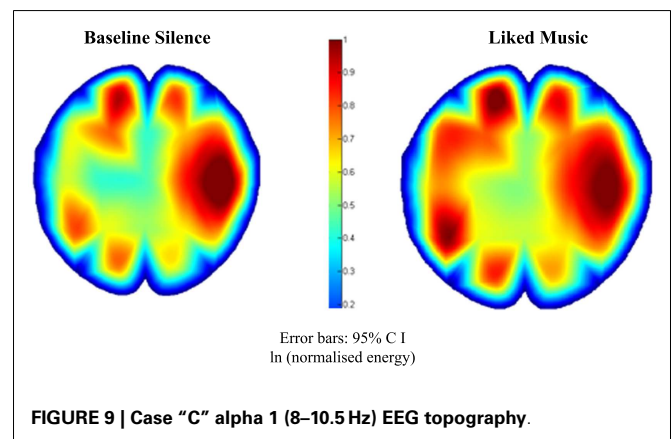 Baseline Silence
Liked Music
1
0.9
0.8
0.7
0.6
0.5
0.4
0.3
0.2
Error bars: 95% C I
ln (normalised energy)
FIGURE 9 | Case "C" alpha 1 (8–10.5 Hz) EEG topography.